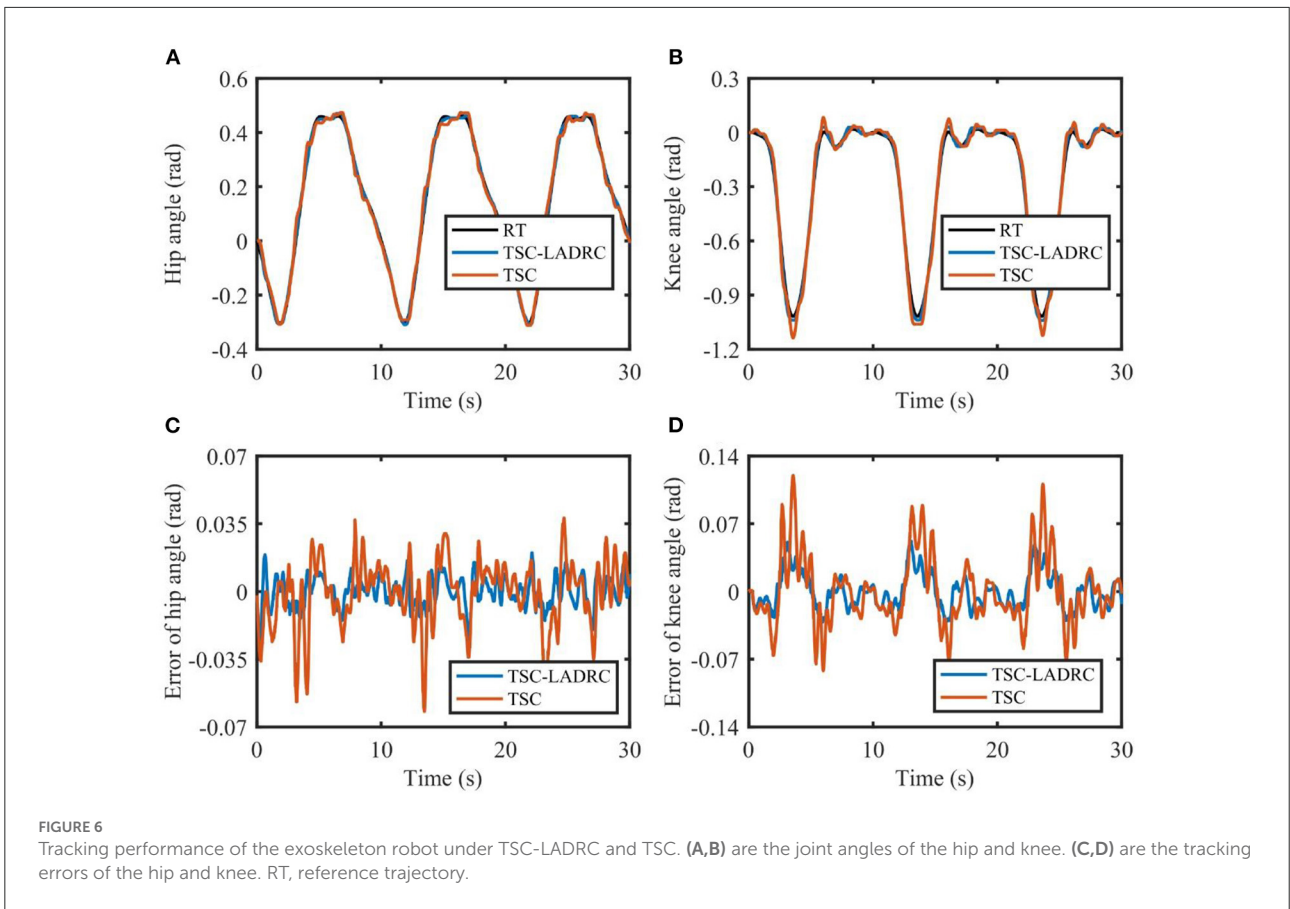 A
Hip angle (rad)
0.6
0.4
0.2
0
-0.2
-0.4
RT
TSC-LADRC
TSC
0
10
20
30
Time (s)
B
Knee angle (rad)
0.3
0
-0.3
-0.6
-0.9
-1.2
RT
TSC-LADRC
TSC
0
10
20
30
Time (s)
C
Error of hip angle (rad)
0.07
0.035
0
-0.035
-0.07
TSC-LADRC
TSC
0
10
20
30
Time (s)
D
Error of knee angle (rad)
0.14
0.07
0
-0.07
-0.14
TSC-LADRC
TSC
0
10
20
30
Time (s)
FIGURE 6
Tracking performance of the exoskeleton robot under TSC-LADRC and TSC. (A,B) are the joint angles of the hip and knee. (C,D) are the tracking
errors of the hip and knee. RT, reference trajectory.